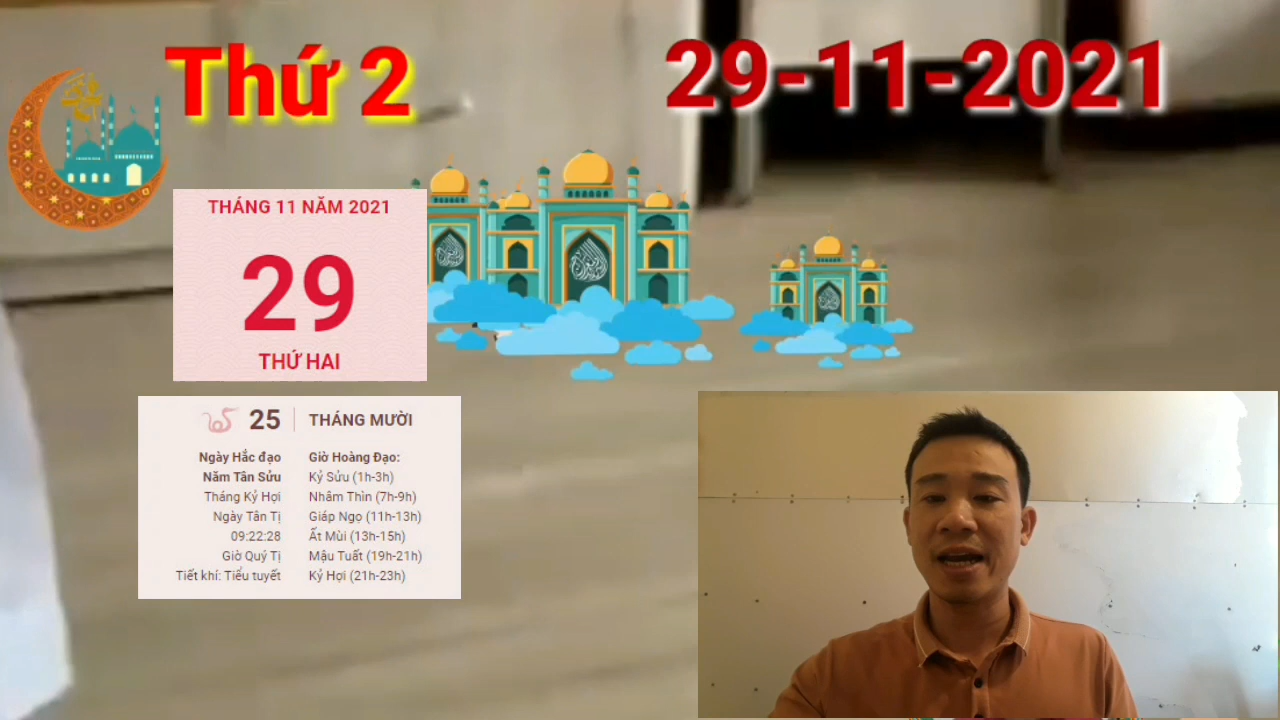 Thứ 2
29-11-2021
THÁNG 11 NĂM 2021
29
THỨ HAI
25
THÁNG MƯỜI
Ngày Hắc đạo
Năm Tân Sửu
Tháng Kỷ Hợi
Ngày Tân Tị
09:22:28
Giờ Quý Tị
Tiết khí: Tiểu tuyết
Giờ Hoàng Đạo:
Kỷ Sửu (1h-3h)
Nhâm Thìn (7h-9h)
Giáp Ngọ (11h-13h)
Ất Mùi (13h-15h)
Mậu Tuất (19h-21h)
Kỷ Hợi (21h-23h)